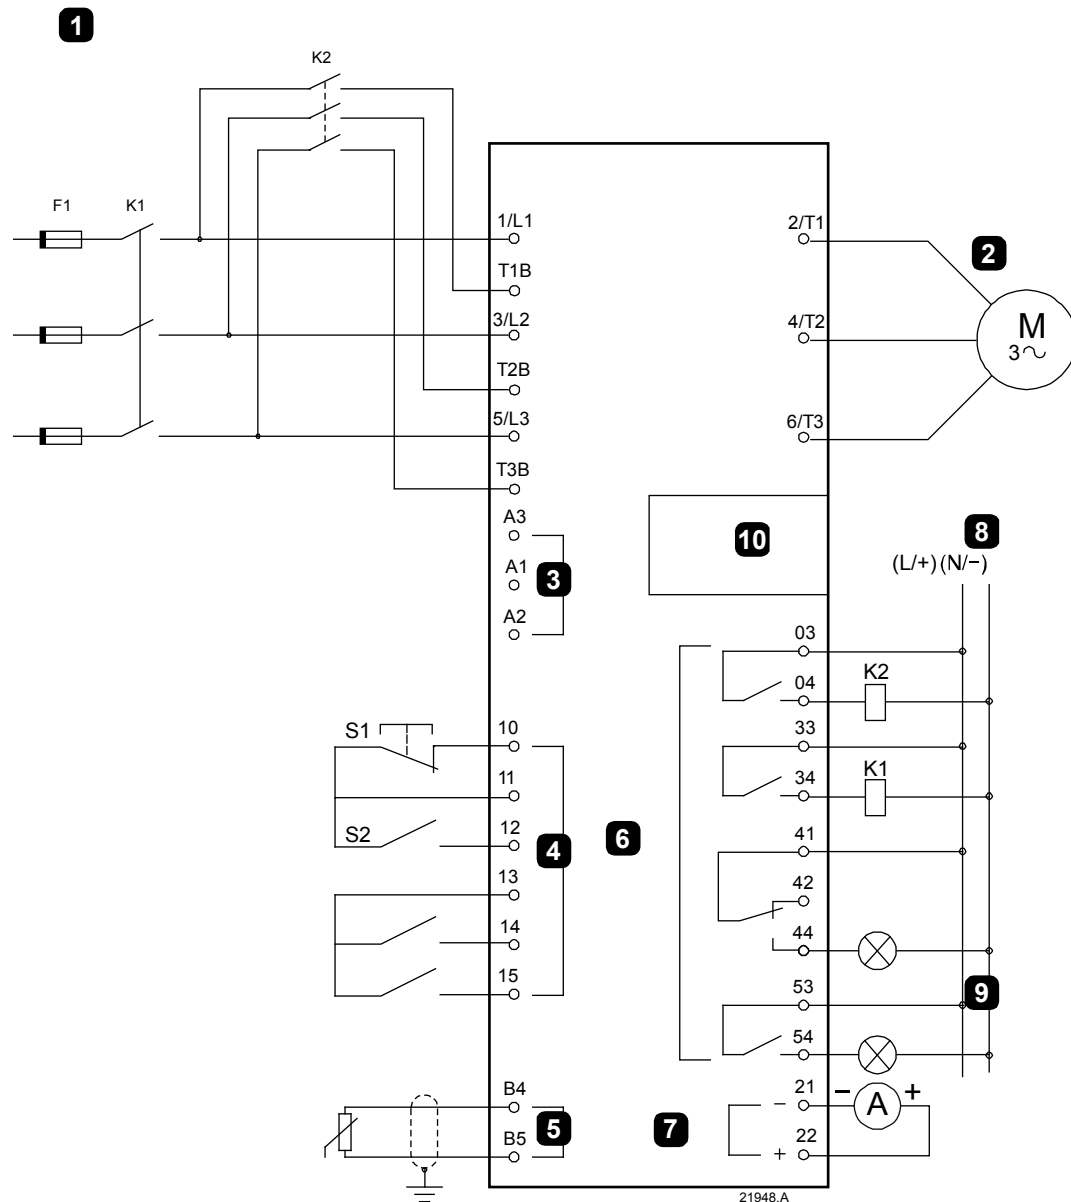 1
K2
F1
K1
1/L1
T1B
3/L2
T2B
5/L3
T3B
A3
A1
A2
3
2/T1
4/T2
6/T3
2
M
3
10
8
(L/+) (N/−)
S1
S2
10
11
12
13
14
15
4
6
03
04
K2
33
34
K1
41
42
44
53
54
9
B4
B5
5
7
21
22
−
+
−
A
+
21948.A